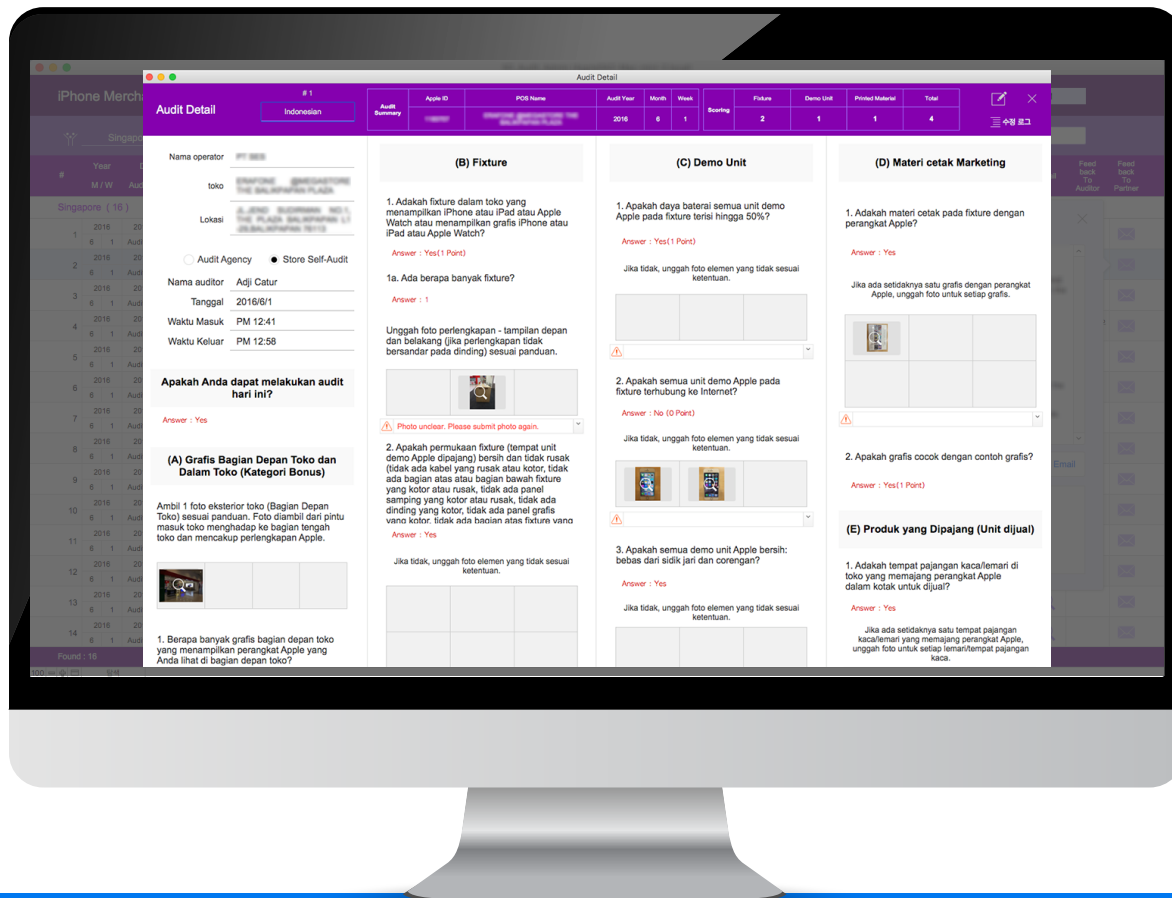 Audit Detail
iPhone Merch
Audit Detail
# 1
Indonesian
Audit
Summary
Apple ID
POS Name
Audit Year
Month
Week
2016
6
1
Scoring
Fixture
Demo Unit
Printed Material
Total
2
1
1
4
수정 로그
Nama operator
toko
Lokasi
Audit Agency
Store Self-Audit
Nama auditor
Adji Catur
Tanggal
2016/6/1
Waktu Masuk
PM 12:41
Waktu Keluar
PM 12:58
Apakah Anda dapat melakukan audit
hari ini?
Answer : Yes
(A) Grafis Bagian Depan Toko dan
Dalam Toko (Kategori Bonus)
Ambil 1 foto eksterior toko (Bagian Depan
Toko) sesuai panduan. Foto diambil dari pintu
masuk toko menghadap ke bagian tengah
toko dan mencakup perlengkapan Apple.
1. Berapa banyak grafis bagian depan toko
yang menampilkan perangkat Apple yang
Anda lihat di bagian depan toko?
(B) Fixture
1. Adakah fixture dalam toko yang
menampilkan iPhone atau iPad atau Apple
Watch atau menampilkan grafis iPhone atau
iPad atau Apple Watch?
Answer : Yes(1 Point)
1a. Ada berapa banyak fixture?
Answer : 1
Unggah foto perlengkapan - tampilan depan
dan belakang (jika perlengkapan tidak
bersandar pada dinding) sesuai panduan.
Photo unclear. Please submit photo again.
2. Apakah permukaan fixture (tempat unit
demo Apple dipajang) bersih dan tidak rusak
(tidak ada kabel yang rusak atau kotor, tidak
ada bagian atas atau bagian bawah fixture
yang kotor atau rusak, tidak ada panel
samping yang kotor atau rusak, tidak ada
dinding yang kotor, tidak ada panel grafis
yang kotor, tidak ada bagian atas fixture yang
Answer : Yes
Jika tidak, unggah foto elemen yang tidak sesuai
ketentuan.
(C) Demo Unit
1. Apakah daya baterai semua unit demo
Apple pada fixture terisi hingga 50%?
Answer : Yes(1 Point)
Jika tidak, unggah foto elemen yang tidak sesuai
ketentuan.
2. Apakah semua unit demo Apple pada
fixture terhubung ke Internet?
Answer : No (0 Point)
Jika tidak, unggah foto elemen yang tidak sesuai
ketentuan.
3. Apakah semua demo unit Apple bersih:
bebas dari sidik jari dan corengan?
Answer : Yes
Jika tidak, unggah foto elemen yang tidak sesuai
ketentuan.
(D) Materi cetak Marketing
1. Adakah materi cetak pada fixture dengan
perangkat Apple?
Answer : Yes
Jika ada setidaknya satu grafis dengan perangkat
Apple, unggah foto untuk setiap grafis.
2. Apakah grafis cocok dengan contoh grafis?
Answer : Yes(1 Point)
(E) Produk yang Dipajang (Unit dijual)
1. Adakah tempat pajangan kaca/lemari di
toko yang memajang perangkat Apple
dalam kotak untuk dijual?
Answer : Yes
Jika ada setidaknya satu tempat pajangan
kaca/lemari yang memajang perangkat Apple,
unggah foto untuk setiap lemari/tempat pajangan
kaca.
Singapore ( 16 )
Found : 16
Feed
back
To
Auditor
Feed
back
To
Partner
Email